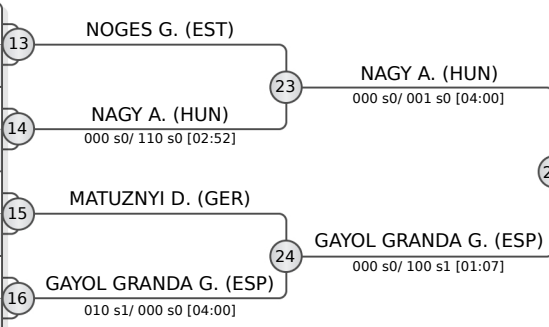 NOGES G. (EST)
13
NAGY A. (HUN)
23
000 s0/ 001 s0 [04:00]
NAGY A. (HUN)
14
000 s0/ 110 s0 [02:52]
MATUZNYI D. (GER)
15
GAYOL GRANDA G. (ESP)
24
000 s0/ 100 s1 [01:07]
GAYOL GRANDA G. (ESP)
16
010 s1/ 000 s0 [04:00]